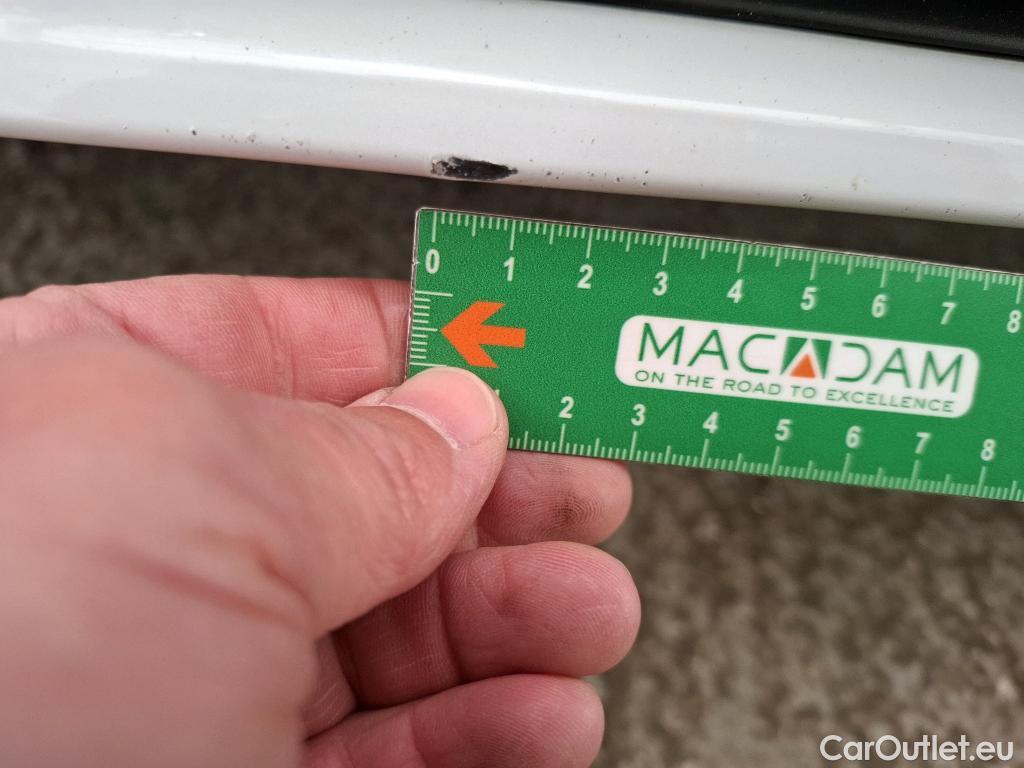 0 1 2 3 4 5 6 7 8
MACADAM
ON THE ROAD TO EXCELLENCE
2 3 4 5 6 7 8
CarOutlet.eu